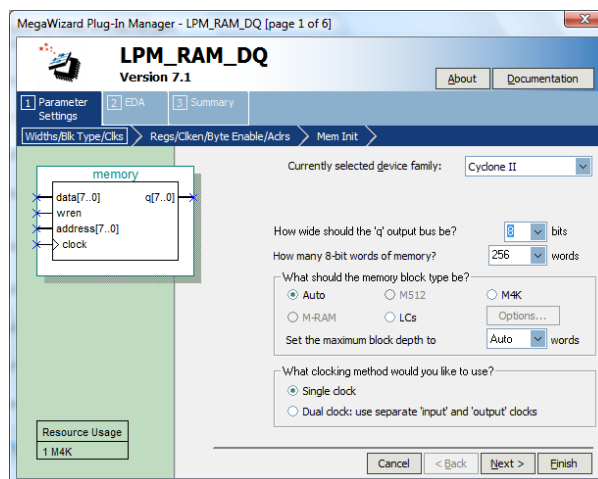 MegaWizard Plug-In Manager - LPM_RAM_DQ [page 1 of 6]
LPM_RAM_DQ
Version 7.1
About
Documentation
1 Parameter Settings
2 EDA
3 Summary
Widths/Blk Type/Clks
Regs/Clken/Byte Enable/Adrs
Mem Init
memory
data[7..0] q[7..0]
wren
address[7..0]
clock
Currently selected device family: Cyclone II
How wide should the 'q' output bus be? 8 bits
How many 8-bit words of memory? 256 words
What should the memory block type be?
Auto M512 M4K
M-RAM LCs Options...
Set the maximum block depth to Auto words
What clocking method would you like to use?
Single clock
Dual clock: use separate 'input' and 'output' clocks
Resource Usage
1 M4K
Cancel < Back Next > Finish